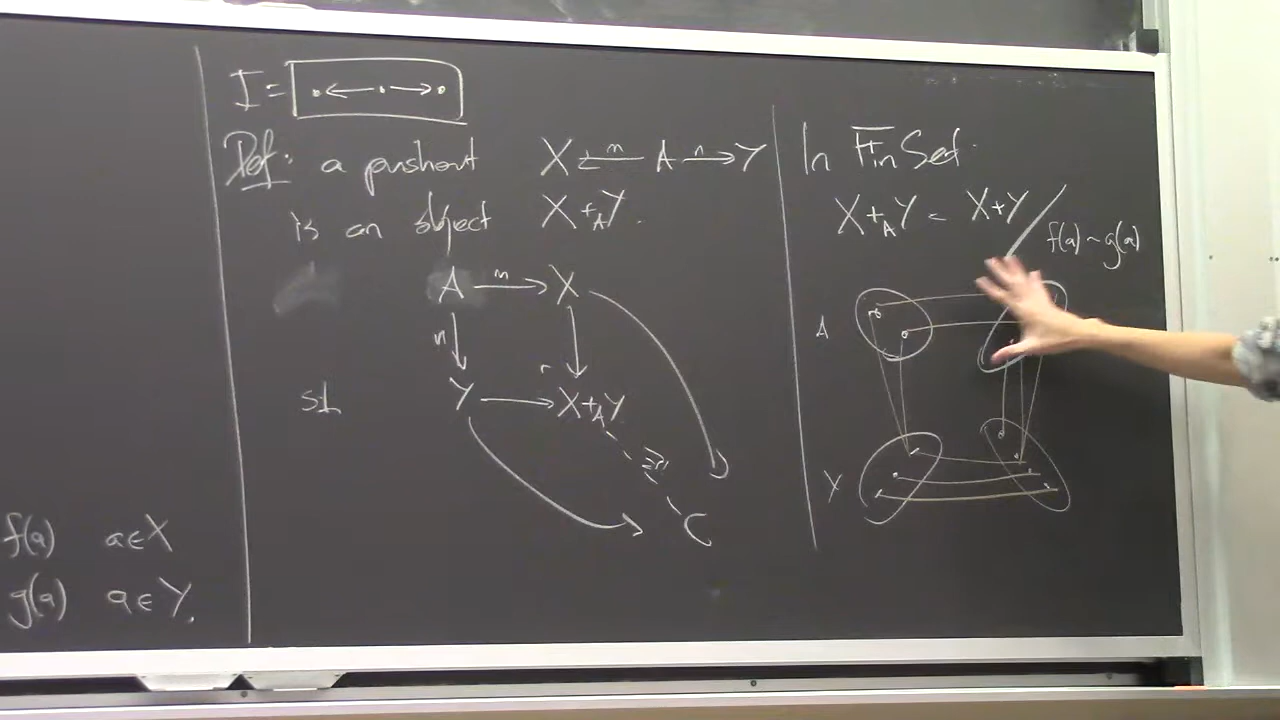 f(a) a∈X
g(a) a∈Y.
I = · ← · → ·
Def: a pushout X ←m A n→ Y
is an object X +_A Y.
A m→ X
n
st Y → X +_A Y
C
In FinSet.
X +_A Y = X+Y / f(a) ~ g(a)
A
Y